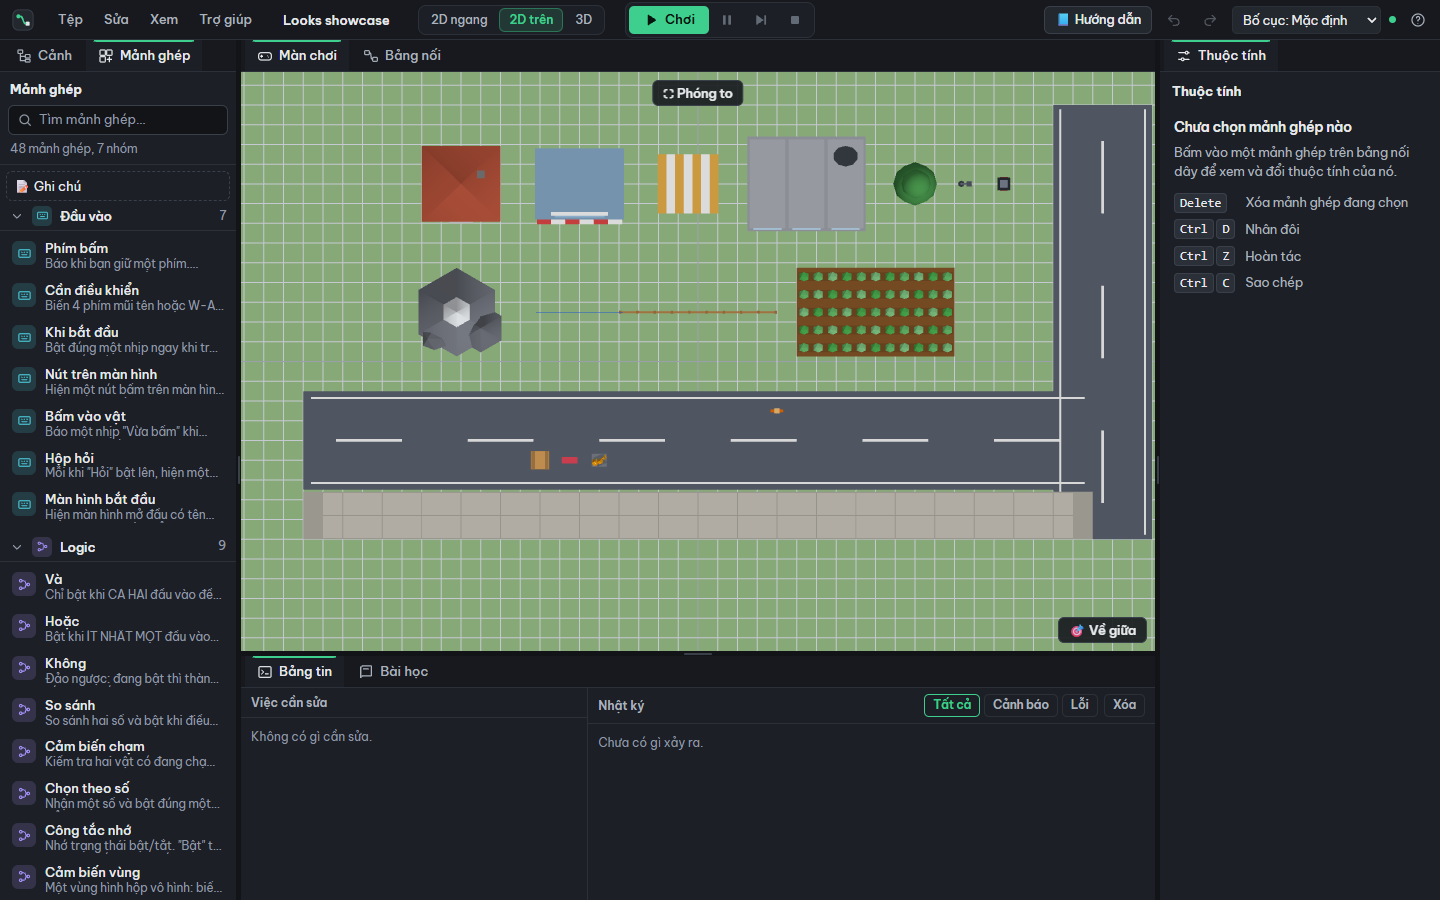 Tệp Sửa Xem Trợ giúp Looks showcase 2D ngang 2D trên 3D Chơi Hướng dẫn Bố cục: Mặc định
Cảnh Mảnh ghép
Mảnh ghép
Tìm mảnh ghép...
48 mảnh ghép, 7 nhóm
Ghi chú
Đầu vào 7
Phím bấm
Báo khi bạn giữ một phím....
Cần điều khiển
Biến 4 phím mũi tên hoặc W-A...
Khi bắt đầu
Bật đúng một nhịp ngay khi tr...
Nút trên màn hình
Hiện một nút bấm trên màn hìn...
Bấm vào vật
Báo một nhịp "Vừa bấm" khi...
Hộp hỏi
Mỗi khi "Hỏi" bật lên, hiện một...
Màn hình bắt đầu
Hiện màn hình mở đầu có tên...
Logic 9
Và
Chỉ bật khi CẢ HAI đầu vào đề...
Hoặc
Bật khi ÍT NHẤT MỘT đầu vào...
Không
Đảo ngược: đang bật thì thàn...
So sánh
So sánh hai số và bật khi điều...
Cảm biến chạm
Kiểm tra hai vật có đang chạ...
Chọn theo số
Nhận một số và bật đúng một...
Công tắc nhớ
Nhớ trạng thái bật/tắt. "Bật" t...
Cảm biến vùng
Một vùng hình hộp vô hình: biế...
Màn chơi Bảng nối
Phóng to
Về giữa
Bảng tin Bài học
Việc cần sửa
Không có gì cần sửa.
Nhật ký Tất cả Cảnh báo Lỗi Xóa
Chưa có gì xảy ra.
Thuộc tính
Thuộc tính
Chưa chọn mảnh ghép nào
Bấm vào một mảnh ghép trên bảng nối
dây để xem và đổi thuộc tính của nó.
Delete Xóa mảnh ghép đang chọn
Ctrl D Nhân đôi
Ctrl Z Hoàn tác
Ctrl C Sao chép